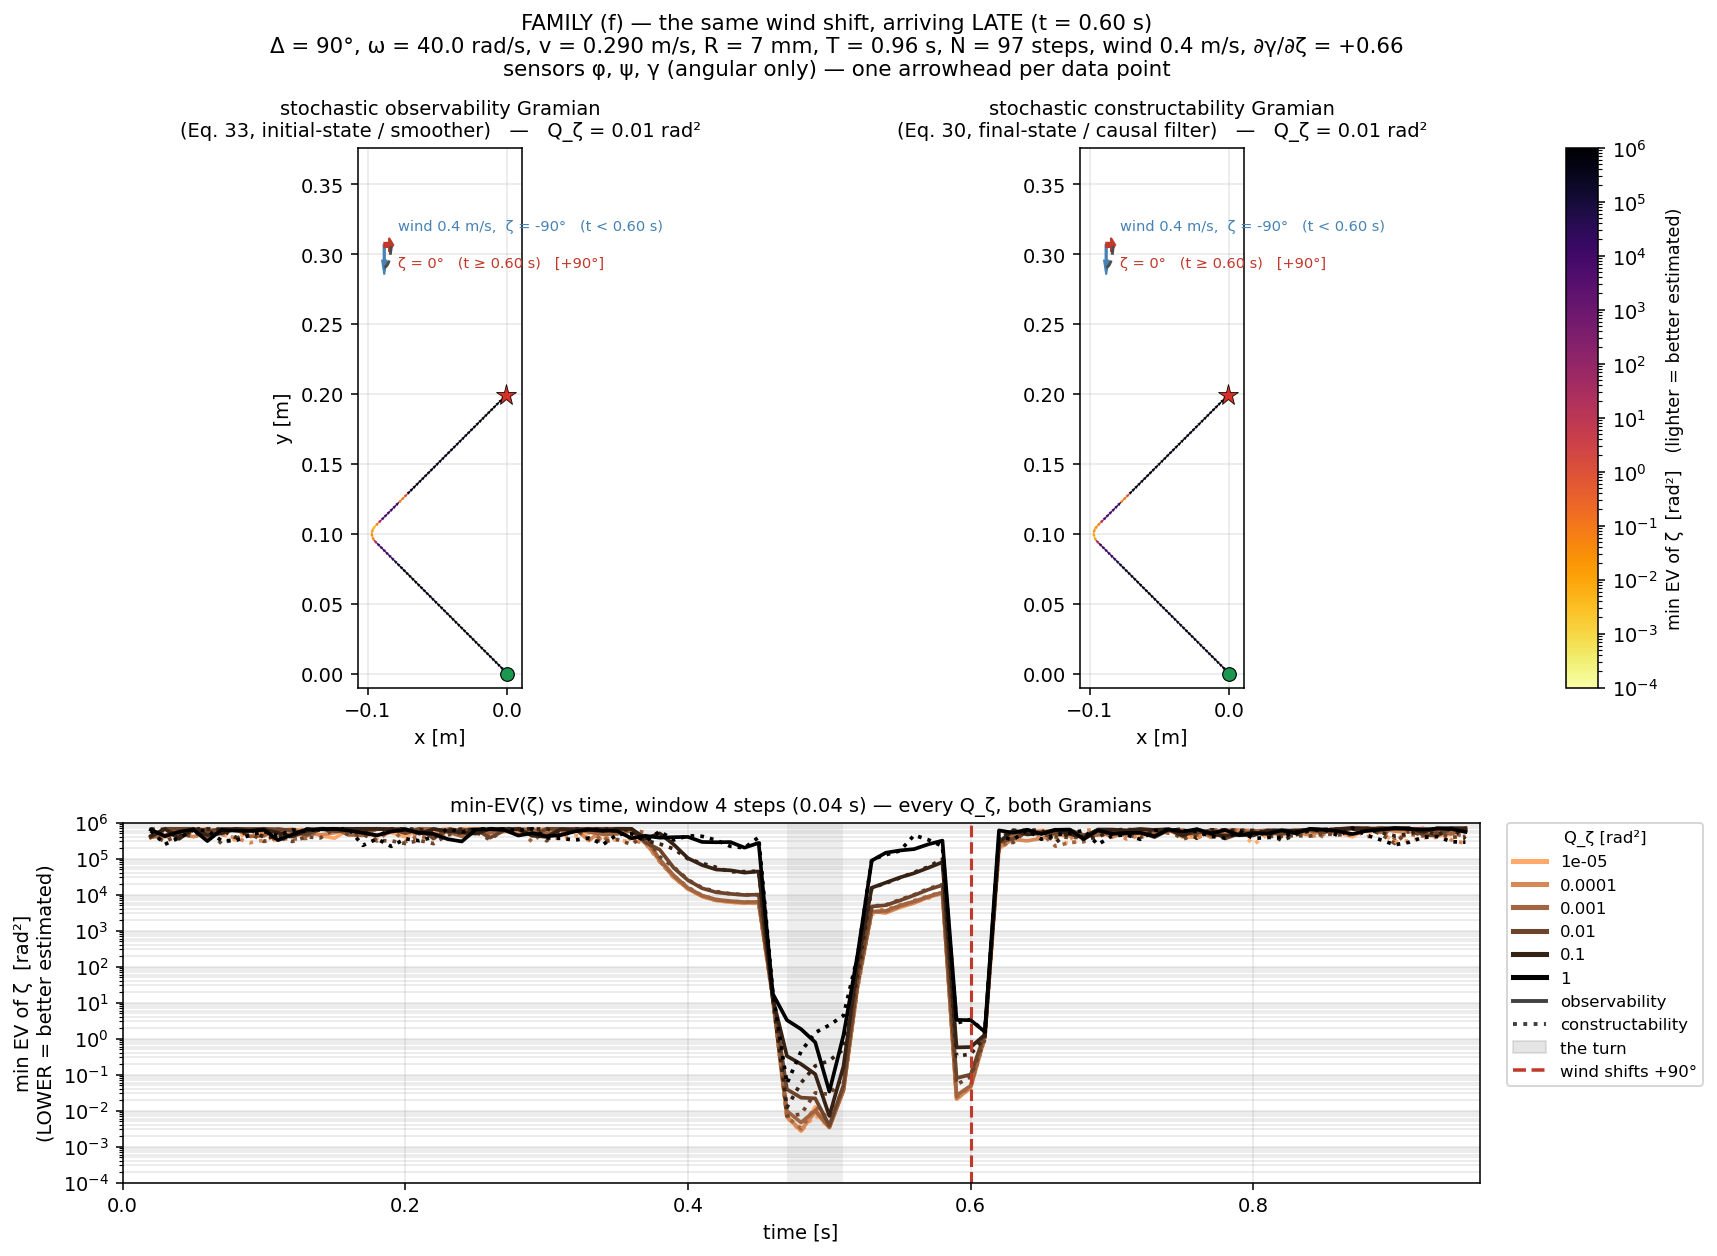 FAMILY (f) — the same wind shift, arriving LATE (t = 0.60 s)
Δ = 90°, ω = 40.0 rad/s, v = 0.290 m/s, R = 7 mm, T = 0.96 s, N = 97 steps, wind 0.4 m/s, ∂γ/∂ζ = +0.66
sensors φ, ψ, γ (angular only) — one arrowhead per data point
stochastic observability Gramian
(Eq. 33, initial-state / smoother) — Q_ζ = 0.01 rad²
0.35
0.30
0.25
0.20
0.15
0.10
0.05
0.00
y [m]
wind 0.4 m/s, ζ = -90° (t < 0.60 s)
ζ = 0° (t ≥ 0.60 s) [+90°]
−0.1
0.0
x [m]
stochastic constructability Gramian
(Eq. 30, final-state / causal filter) — Q_ζ = 0.01 rad²
0.35
0.30
0.25
0.20
0.15
0.10
0.05
0.00
wind 0.4 m/s, ζ = -90° (t < 0.60 s)
ζ = 0° (t ≥ 0.60 s) [+90°]
−0.1
0.0
x [m]
10⁶
10⁵
10⁴
10³
10²
10¹
10⁰
10⁻¹
10⁻²
10⁻³
10⁻⁴
min EV of ζ [rad²] (lighter = better estimated)
min-EV(ζ) vs time, window 4 steps (0.04 s) — every Q_ζ, both Gramians
10⁶
10⁵
10⁴
10³
10²
10¹
10⁰
10⁻¹
10⁻²
10⁻³
10⁻⁴
min EV of ζ [rad²]
(LOWER = better estimated)
0.0
0.2
0.4
0.6
0.8
time [s]
Q_ζ [rad²]
1e-05
0.0001
0.001
0.01
0.1
1
observability
constructability
the turn
wind shifts +90°